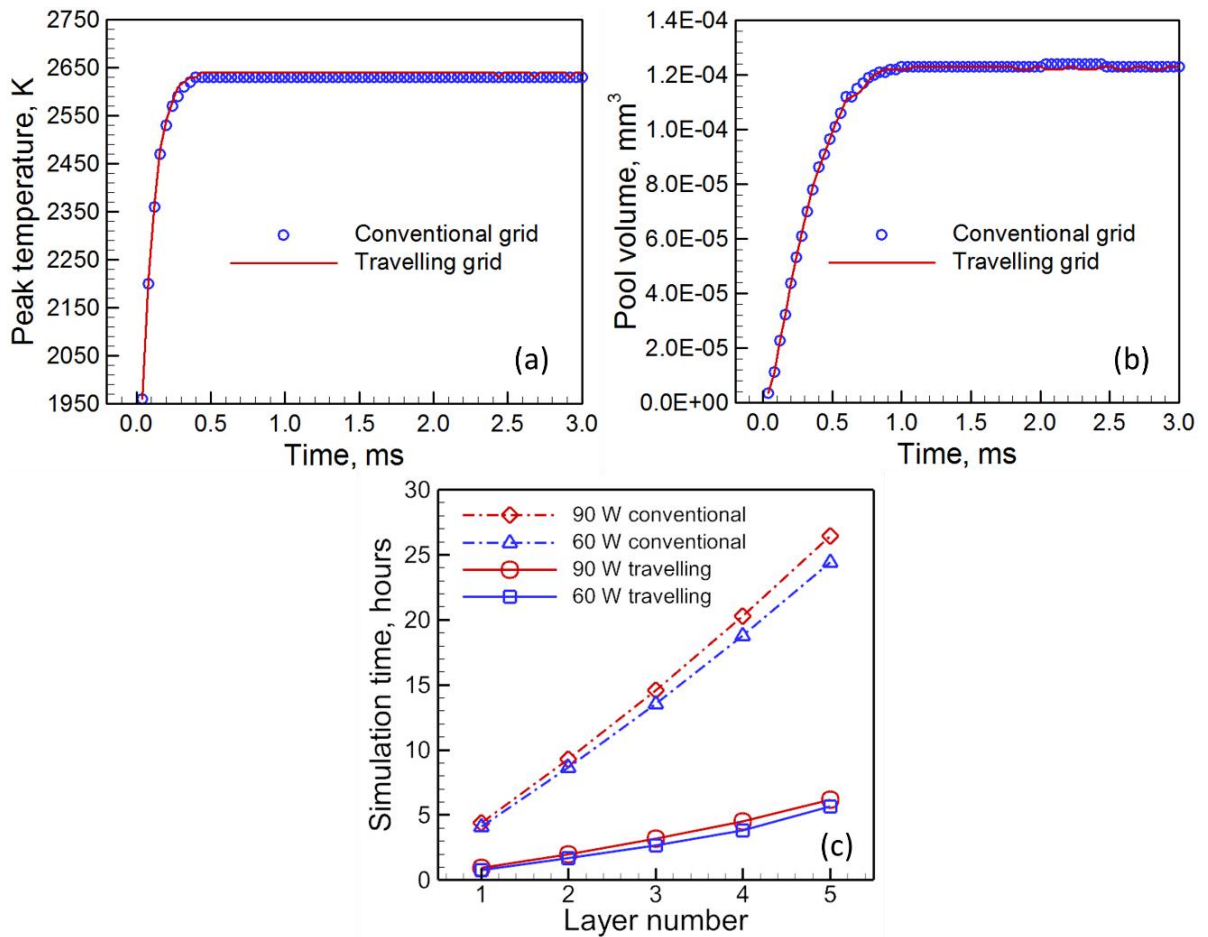 2750
2650
2550
2450
2350
2250
2150
2050
1950
Peak temperature, K
Conventional grid
Travelling grid
(a)
0.0 0.5 1.0 1.5 2.0 2.5 3.0
Time, ms
1.4E-04
1.2E-04
1.0E-04
8.0E-05
6.0E-05
4.0E-05
2.0E-05
0.0E+00
Pool volume, mm³
Conventional grid
Travelling grid
(b)
0.0 0.5 1.0 1.5 2.0 2.5 3.0
Time, ms
30
25
20
15
10
5
0
Simulation time, hours
90 W conventional
60 W conventional
90 W travelling
60 W travelling
(c)
1 2 3 4 5
Layer number